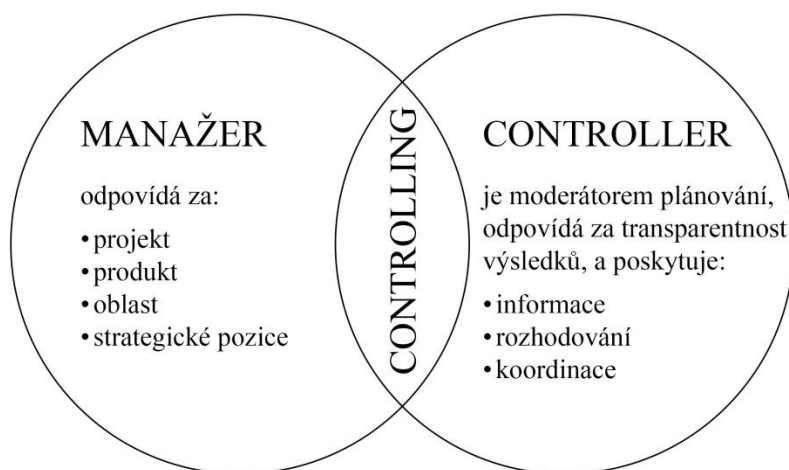 MANAŽER
odpovídá za:
•projekt
•produkt
•oblast
•strategické pozice
CONTROLLING
CONTROLLER
je moderátorem plánování,
odpovídá za transparentnost
výsledků, a poskytuje:
•informace
•rozhodování
•koordinace